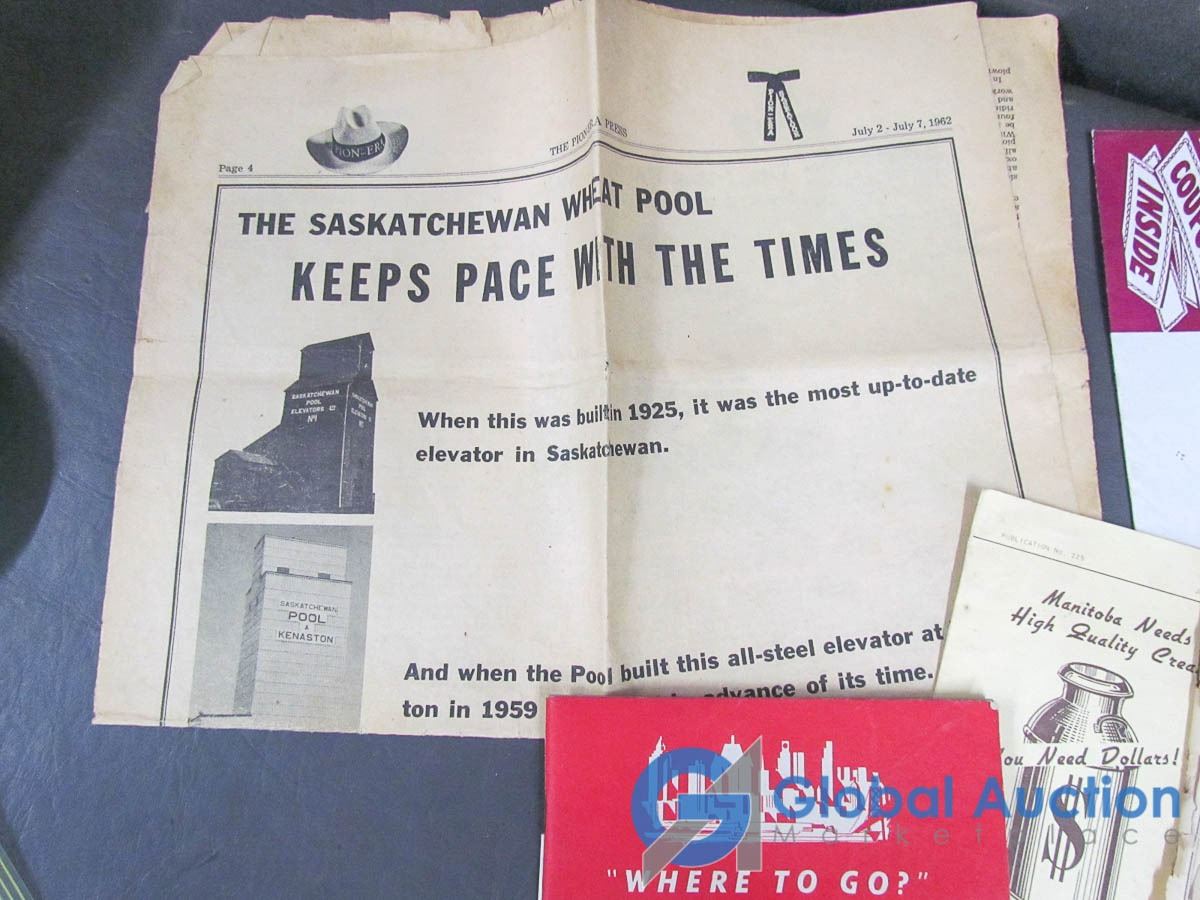 PION-ERA
Page 4
THE PION-ERA PRESS
July 2 - July 7, 1962
THE SASKATCHEWAN WHEAT POOL
KEEPS PACE WITH THE TIMES
SASKATCHEWAN
POOL
ELEVATORS
No1
When this was built in 1925, it was the most up-to-date
elevator in Saskatchewan.
SASKATCHEWAN
POOL
A
KENASTON
And when the Pool built this all-steel elevator at
ton in 1959 advance of its time.
INSIDE
PUBLICATION No. 225
Manitoba Needs
High Quality Crea
You Need Dollars!
$
"WHERE TO GO?"
Global Auction
Marketplace